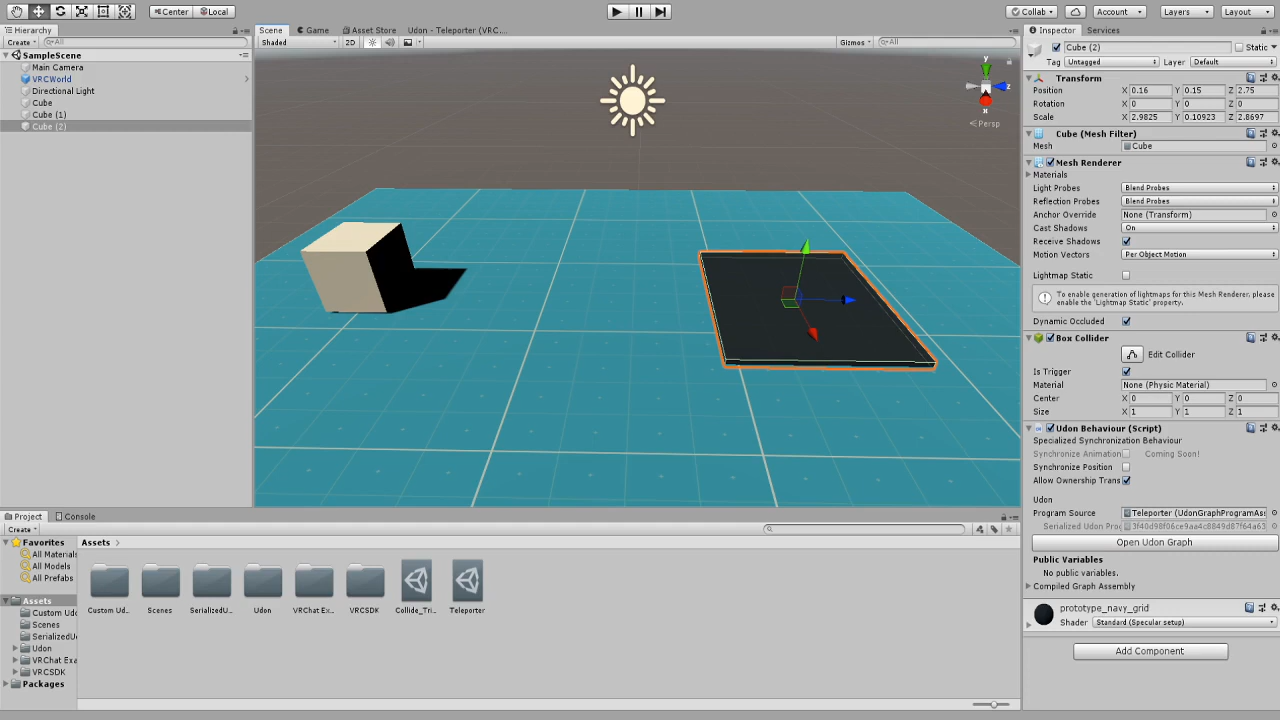 Center Local
Collab Account Layers Layout
Hierarchy
Create All
SampleScene
Main Camera
VRCWorld
Directional Light
Cube
Cube (1)
Cube (2)
Scene Game Asset Store Udon - Teleporter (VRC...
Shaded 2D Gizmos All
y
z
x
Persp
Inspector Services
Cube (2) Static
Tag Untagged Layer Default
Transform
Position X 0.16 Y 0.15 Z 2.75
Rotation X 0 Y 0 Z 0
Scale X 2.9825 Y 0.10923 Z 2.8697
Cube (Mesh Filter)
Mesh Cube
Mesh Renderer
Materials
Light Probes Blend Probes
Reflection Probes Blend Probes
Anchor Override None (Transform)
Cast Shadows On
Receive Shadows
Motion Vectors Per Object Motion
Lightmap Static
To enable generation of lightmaps for this Mesh Renderer, please
enable the 'Lightmap Static' property.
Dynamic Occluded
Box Collider
Edit Collider
Is Trigger
Material None (Physic Material)
Center X 0 Y 0 Z 0
Size X 1 Y 1 Z 1
Udon Behaviour (Script)
Specialized Synchronization Behaviour
Synchronize Animation Coming Soon!
Synchronize Position
Allow Ownership Trans
Udon
Program Source Teleporter (UdonGraphProgramAss
Serialized Udon Prog 3f40d98f06ce9aa4c8849d87f64a63
Open Udon Graph
Public Variables
No public variables.
Compiled Graph Assembly
prototype_navy_grid
Shader Standard (Specular setup)
Add Component
Project Console
Create
Favorites
All Materials
All Models
All Prefabs
Assets
Custom Udo
Scenes
SerializedUd
Udon
VRChat Exa
VRCSDK
Packages
Assets
Custom Ud... Scenes SerializedU... Udon VRChat Ex... VRCSDK Collide_Tri... Teleporter